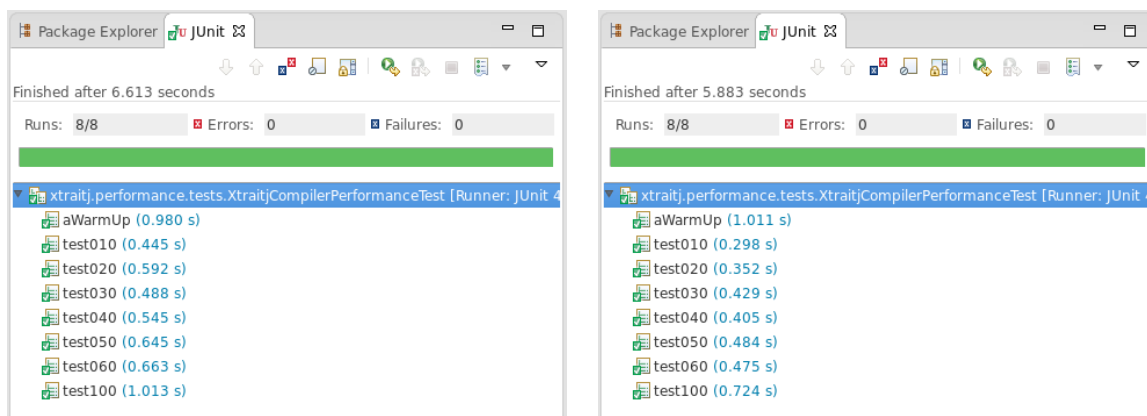 Package Explorer JUnit
Finished after 6.613 seconds
Runs: 8/8 Errors: 0 Failures: 0
xtraitj.performance.tests.XtraitjCompilerPerformanceTest [Runner: JUnit 4
aWarmUp (0.980 s)
test010 (0.445 s)
test020 (0.592 s)
test030 (0.488 s)
test040 (0.545 s)
test050 (0.645 s)
test060 (0.663 s)
test100 (1.013 s)
Package Explorer JUnit
Finished after 5.883 seconds
Runs: 8/8 Errors: 0 Failures: 0
xtraitj.performance.tests.XtraitjCompilerPerformanceTest [Runner: JUnit
aWarmUp (1.011 s)
test010 (0.298 s)
test020 (0.352 s)
test030 (0.429 s)
test040 (0.405 s)
test050 (0.484 s)
test060 (0.475 s)
test100 (0.724 s)